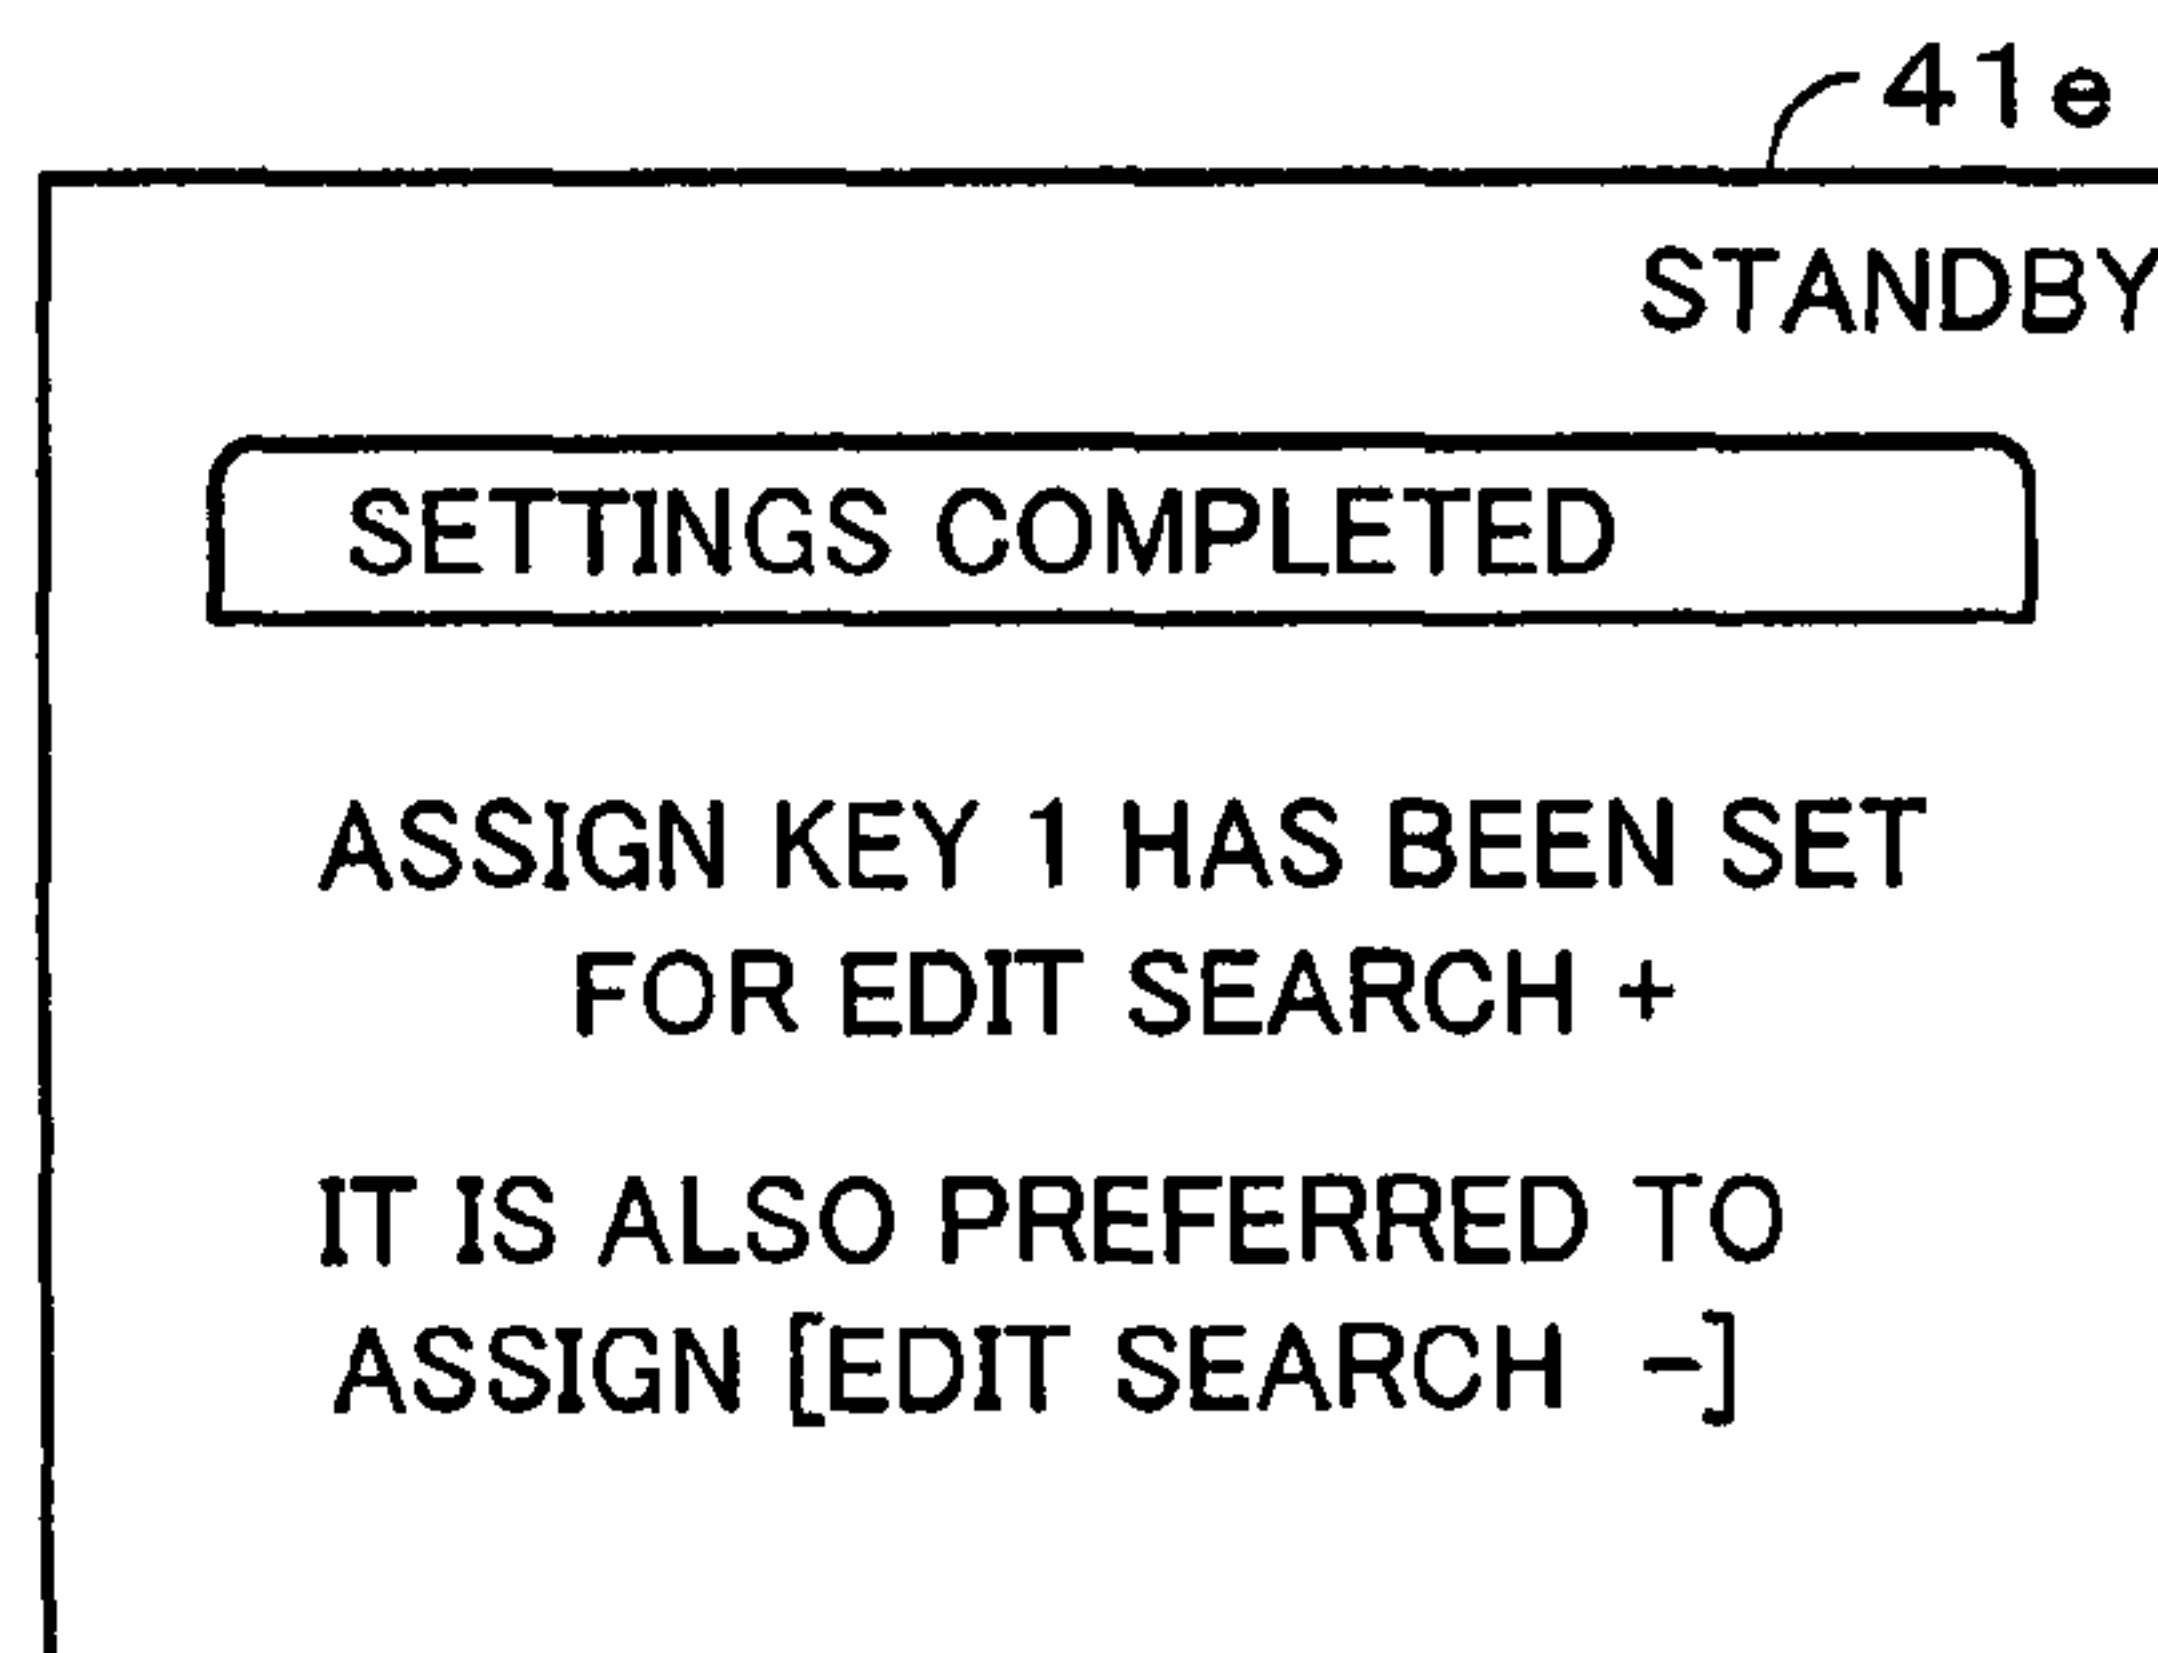 41e
STANDBY
SETTINGS COMPLETED
ASSIGN KEY 1 HAS BEEN SET
FOR EDIT SEARCH +
IT IS ALSO PREFERRED TO
ASSIGN [EDIT SEARCH -]